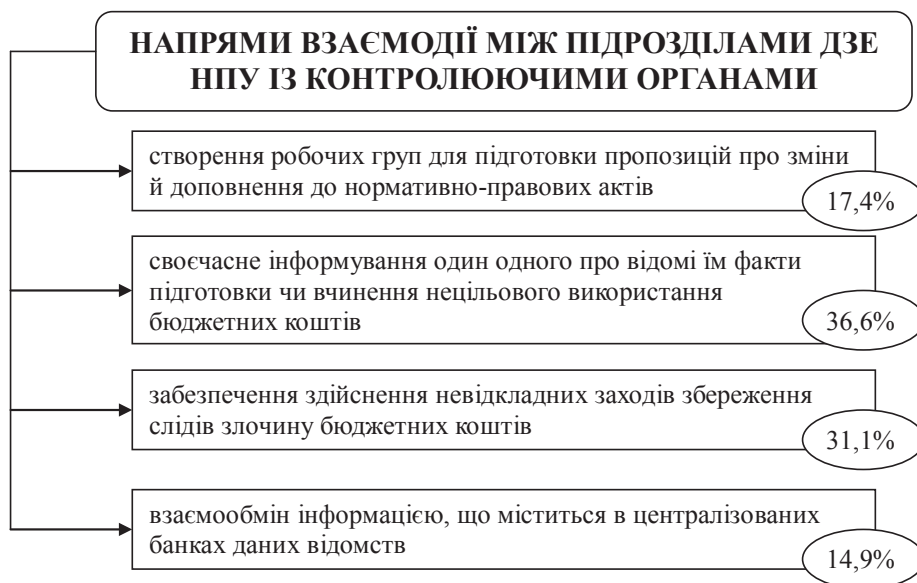 НАПРЯМИ ВЗАЄМОДІЇ МІЖ ПІДРОЗДІЛАМИ ДЗЕ
НПУ ІЗ КОНТРОЛЮЮЧИМИ ОРГАНАМИ
створення робочих груп для підготовки пропозицій про зміни
й доповнення до нормативно-правових актів
17,4%
своєчасне інформування один одного про відомі їм факти
підготовки чи вчинення нецільового використання
бюджетних коштів
36,6%
забезпечення здійснення невідкладних заходів збереження
слідів злочину бюджетних коштів
31,1%
взаємообмін інформацією, що міститься в централізованих
банках даних відомств
14,9%